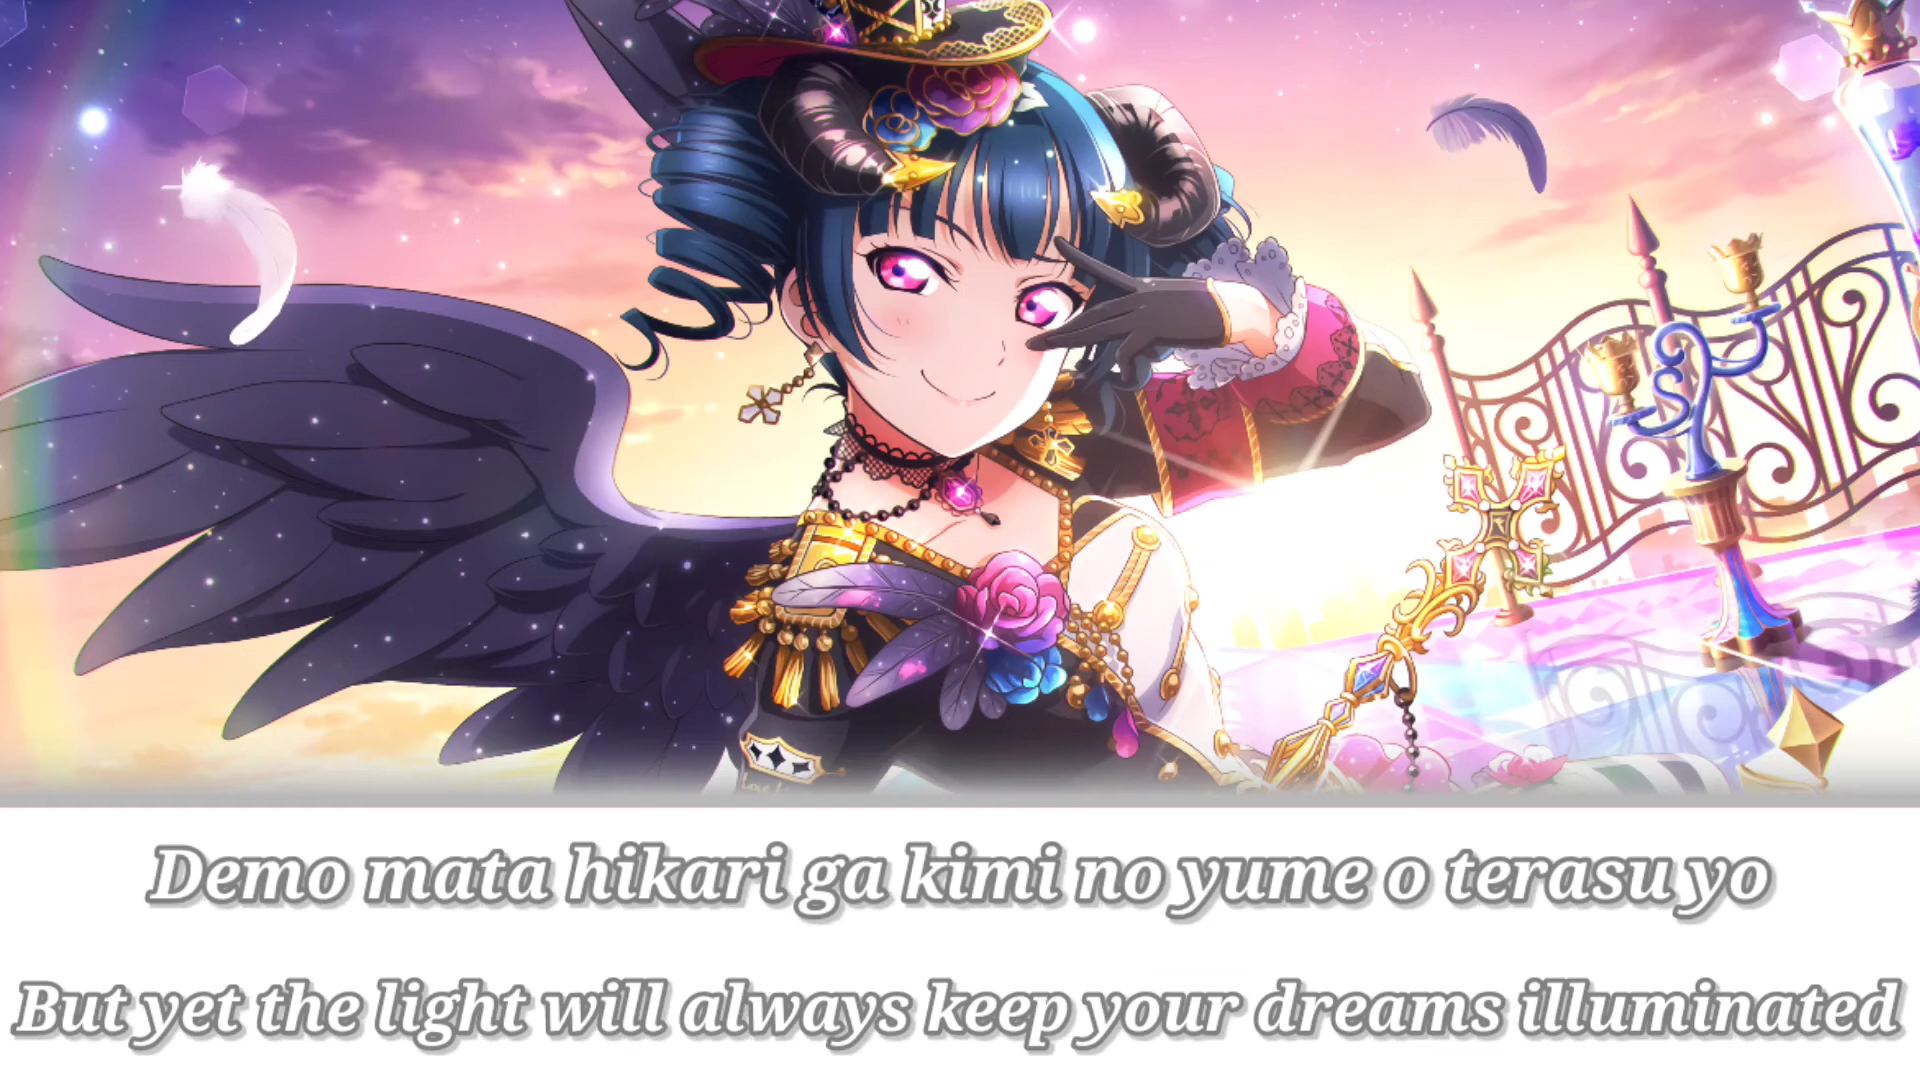 Demo mata hikari ga kimi no yume o terasu yo
But yet the light will always keep your dreams illuminated